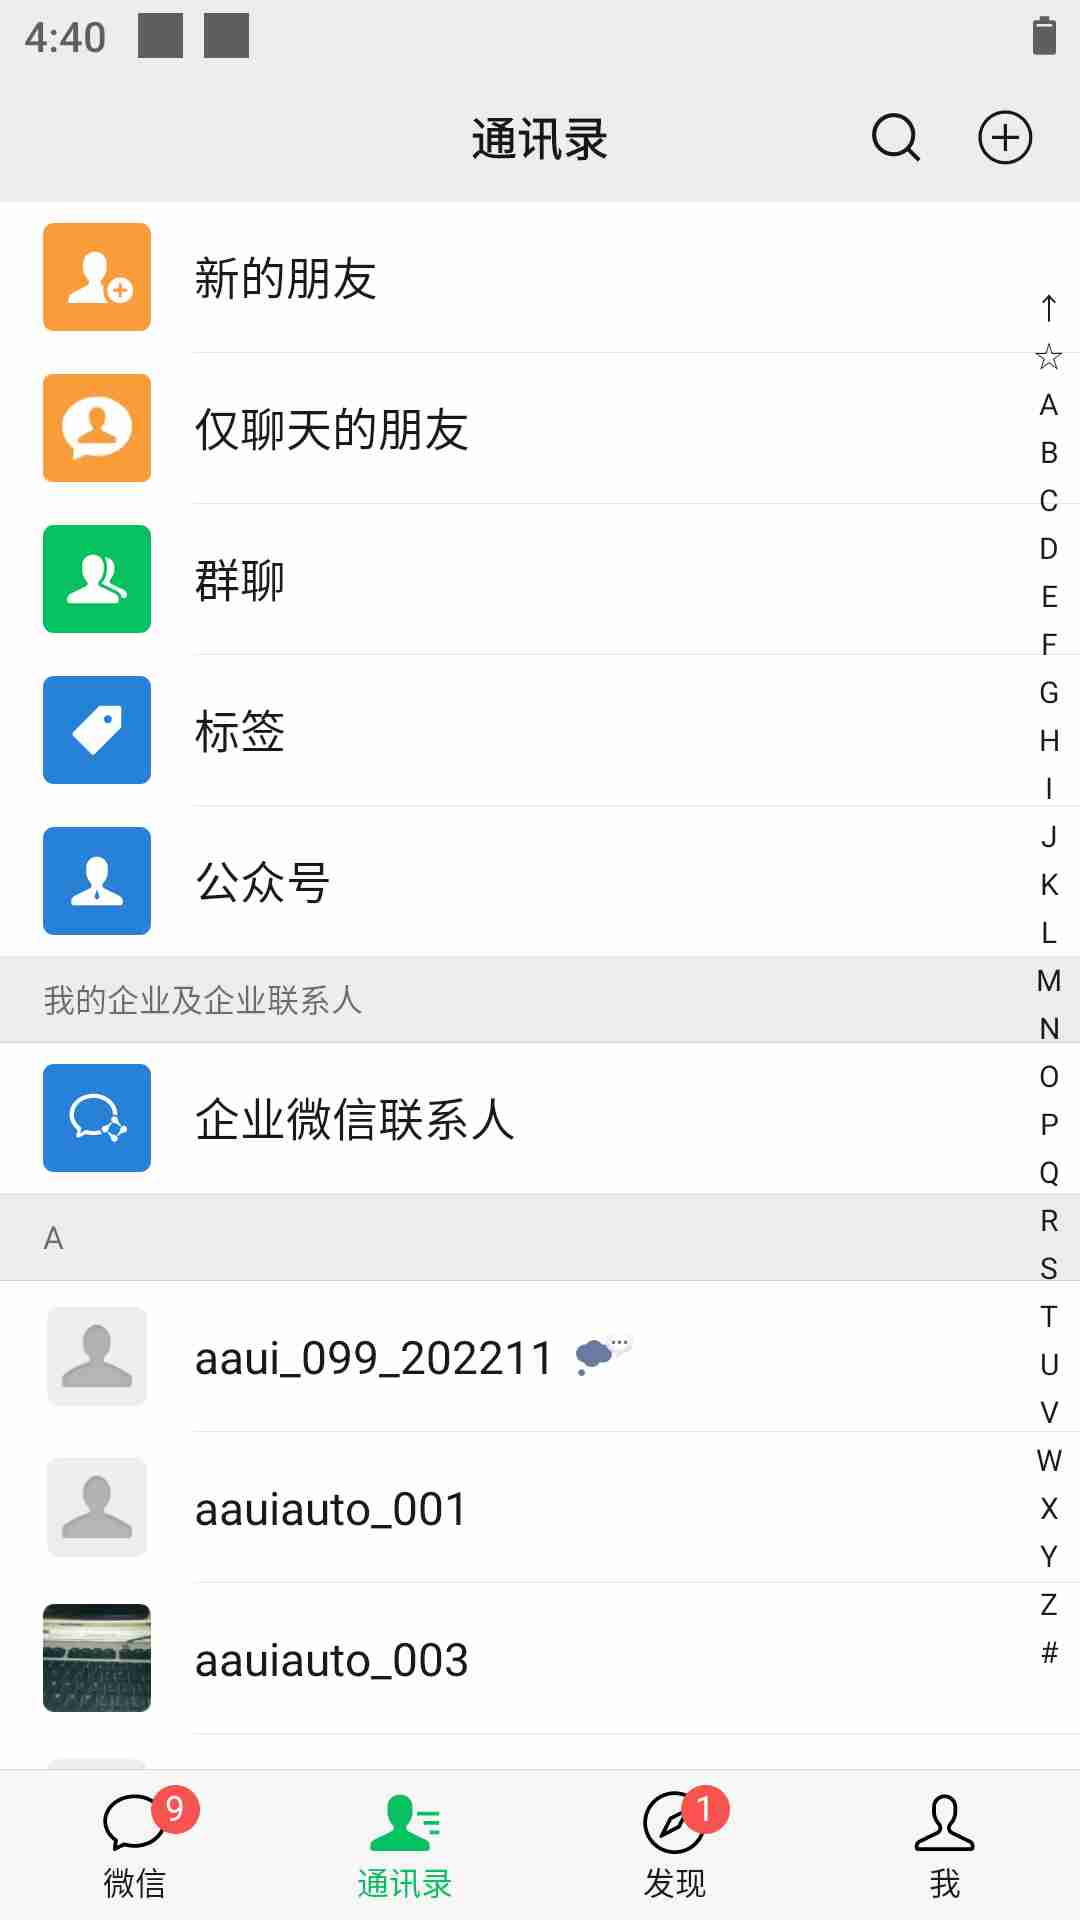 4:40
通讯录
新的朋友
仅聊天的朋友
群聊
标签
公众号
我的企业及企业联系人
企业微信联系人
A
aaui_099_202211
aauiauto_001
aauiauto_003
↑
☆
A
B
C
D
E
F
G
H
I
J
K
L
M
N
O
P
Q
R
S
T
U
V
W
X
Y
Z
#
9
微信
通讯录
1
发现
我